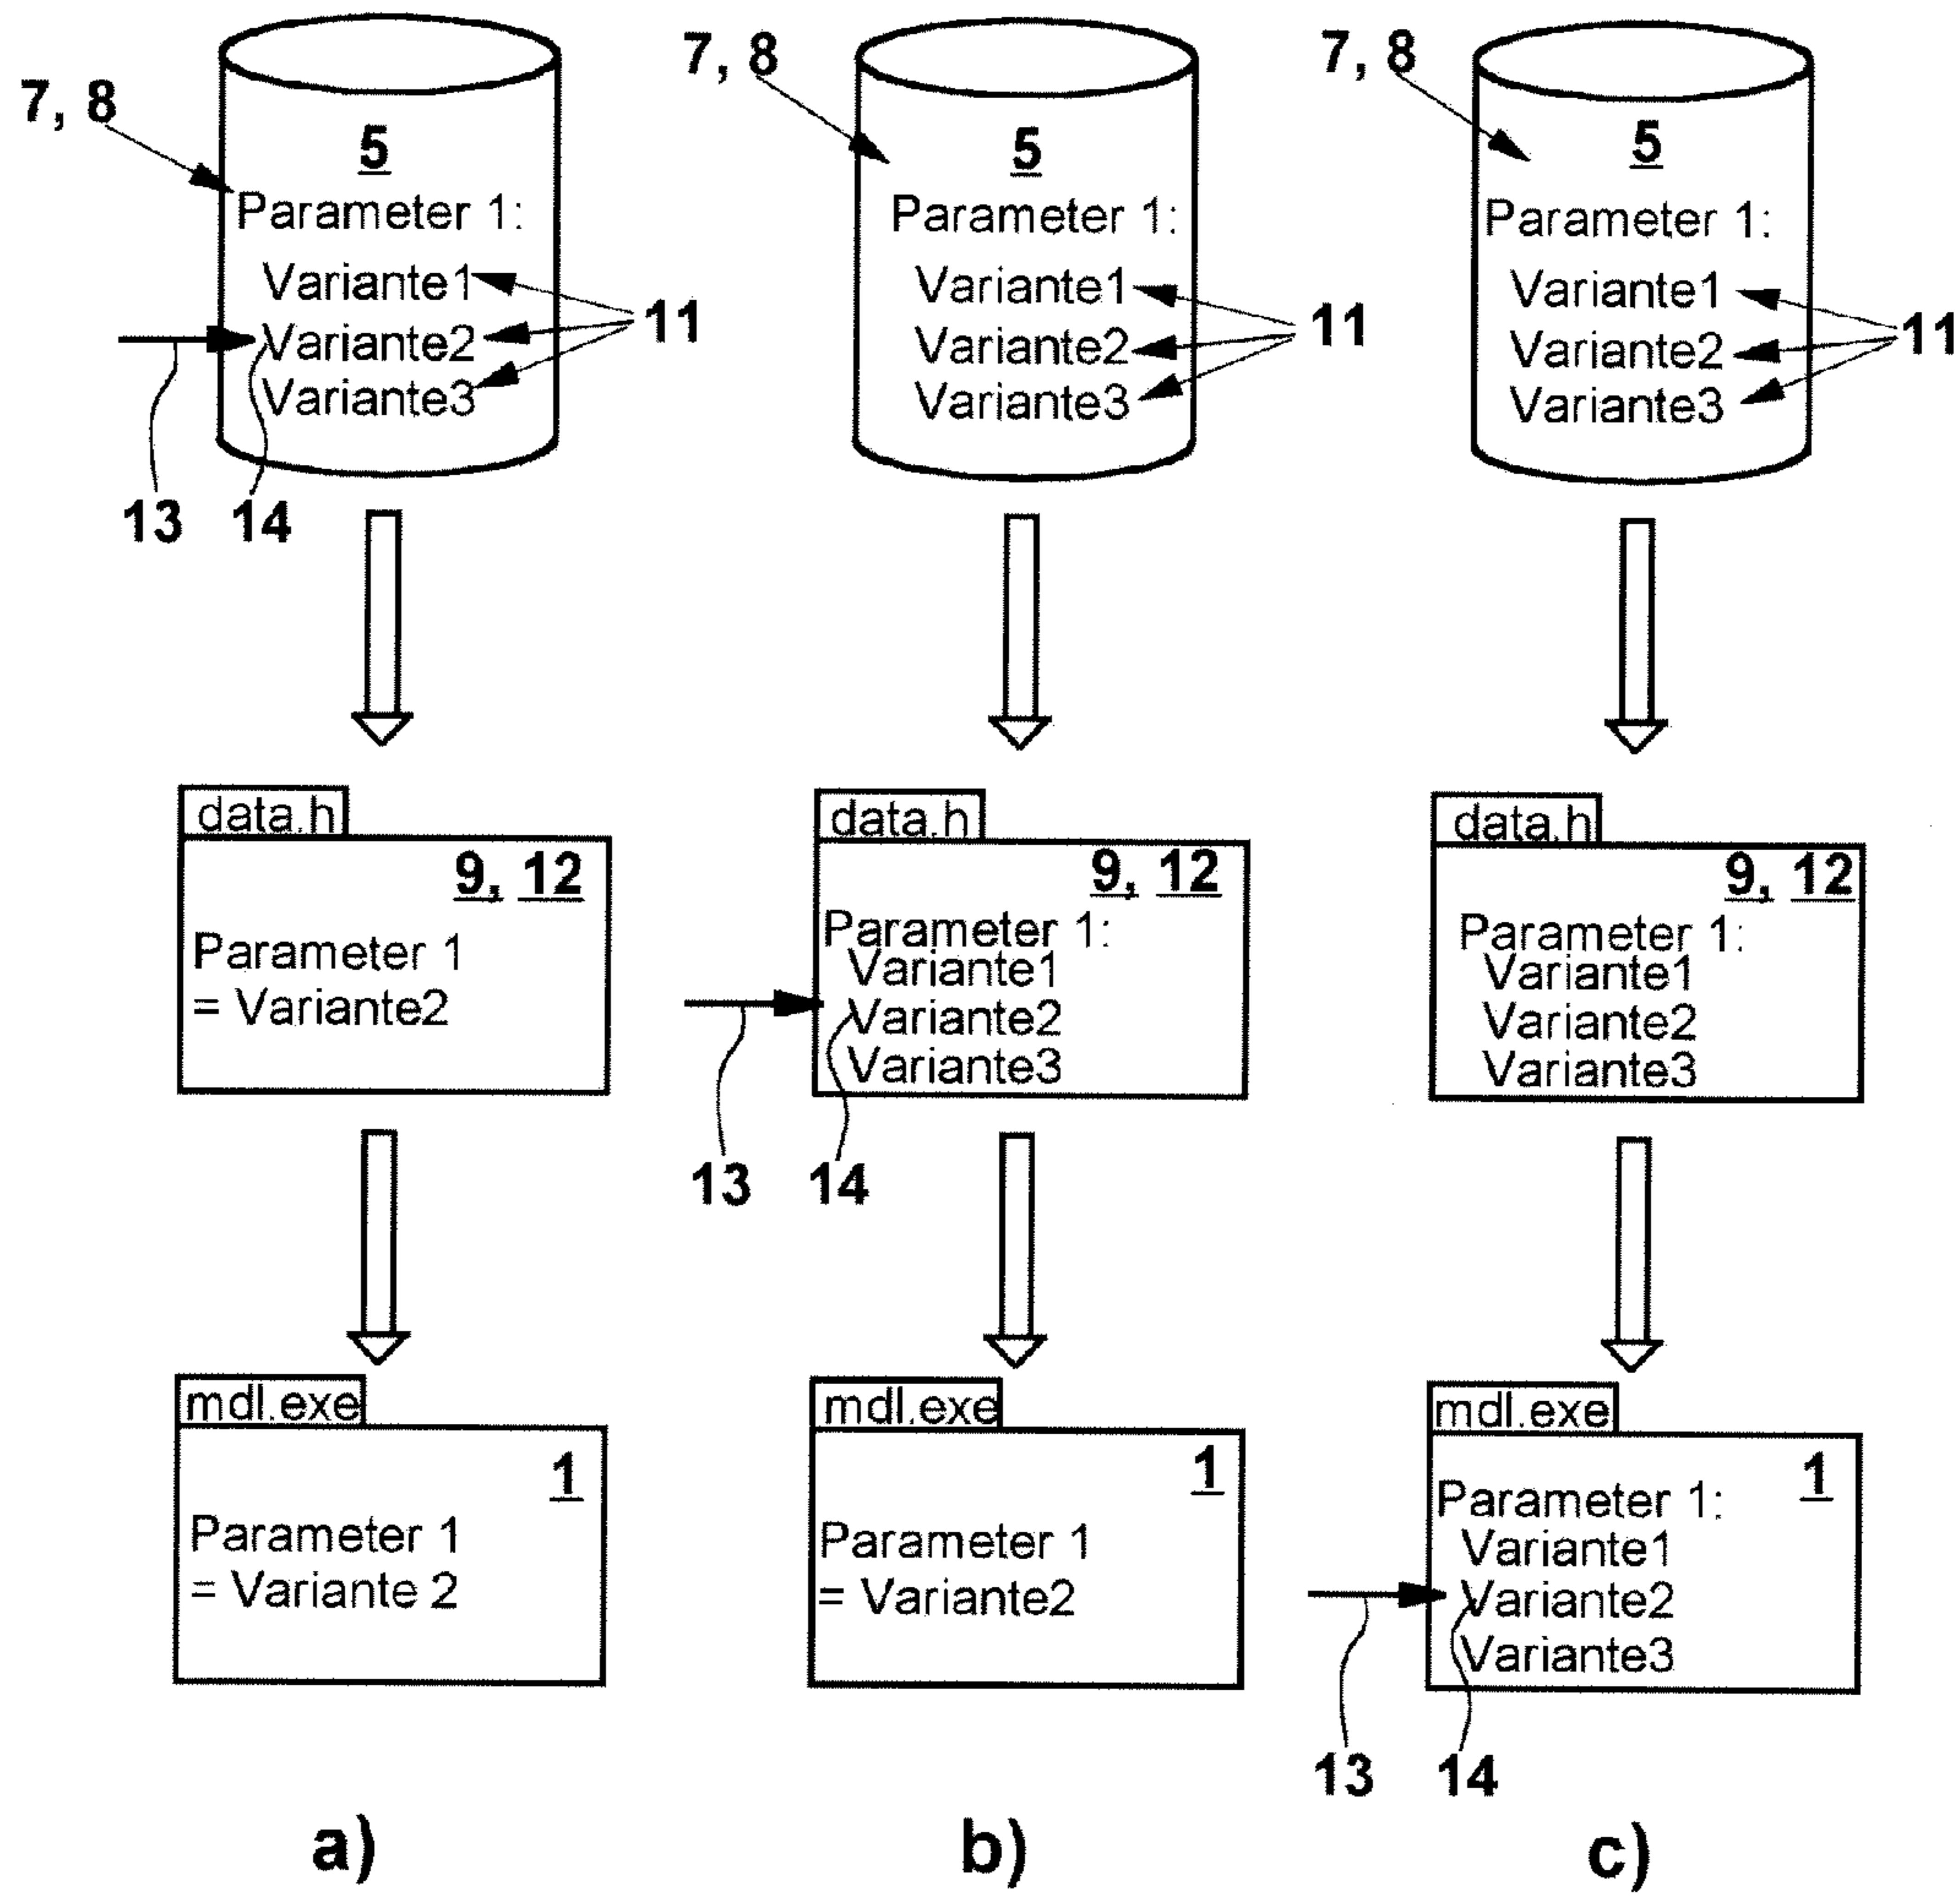 7, 8
5
Parameter 1:
Variante1
Variante2
Variante3
11
13
14
data.h
9, 12
Parameter 1
= Variante2
mdl.exe
1
Parameter 1
= Variante 2
a)
7, 8
5
Parameter 1:
Variante1
Variante2
Variante3
11
data.h
9, 12
Parameter 1:
Variante1
Variante2
Variante3
13
14
mdl.exe
1
Parameter 1
= Variante2
b)
7, 8
5
Parameter 1:
Variante1
Variante2
Variante3
11
data.h
9, 12
Parameter 1:
Variante1
Variante2
Variante3
mdl.exe
1
Parameter 1:
Variante1
Variante2
Variante3
13
14
c)